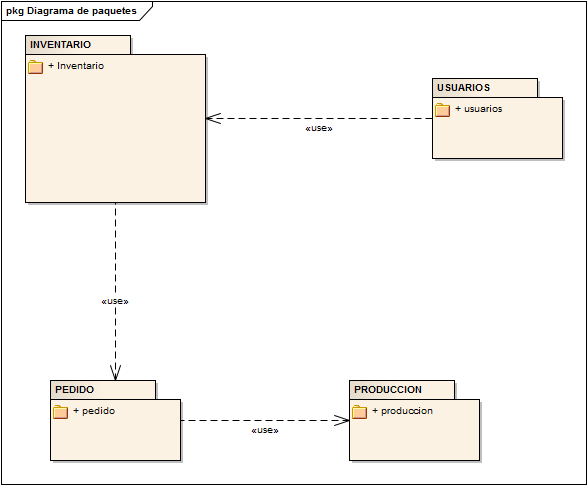 pkg Diagrama de paquetes
INVENTARIO
+ Inventario
USUARIOS
+ usuarios
«use»
«use»
PEDIDO
+ pedido
PRODUCCION
+ produccion
«use»